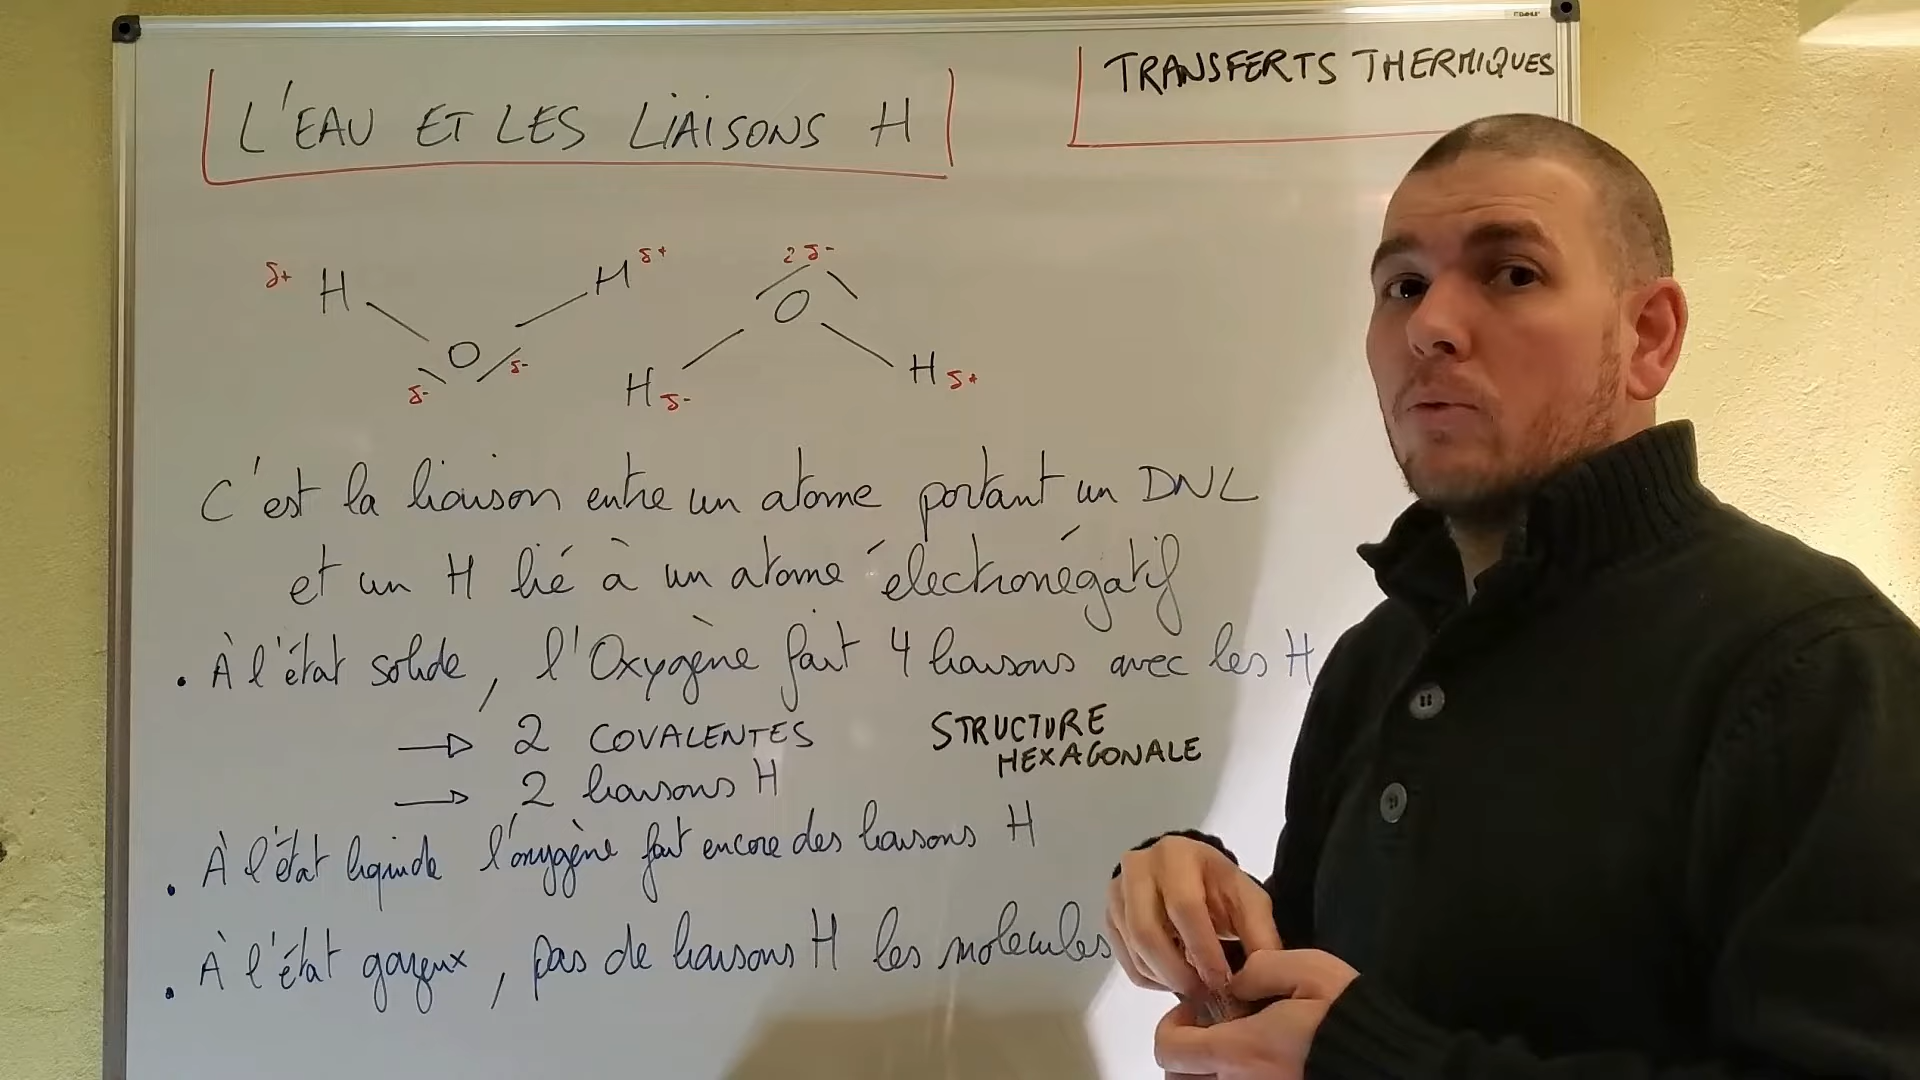 L'EAU ET LES LIAISONS H
TRANSFERTS THERMIQUES
δ+ H
H δ+
O
δ-
δ-
2 δ-
O
H δ-
H δ+
C'est la liaison entre un atome portant un DNL
et un H lié à un atome électronégatif
. À l'état solide, l'Oxygène fait 4 liaisons avec les H
→ 2 COVALENTES
→ 2 liaisons H
STRUCTURE
HEXAGONALE
. À l'état liquide l'oxygène fait encore des liaisons H
. À l'état gazeux, pas de liaisons H les molécules